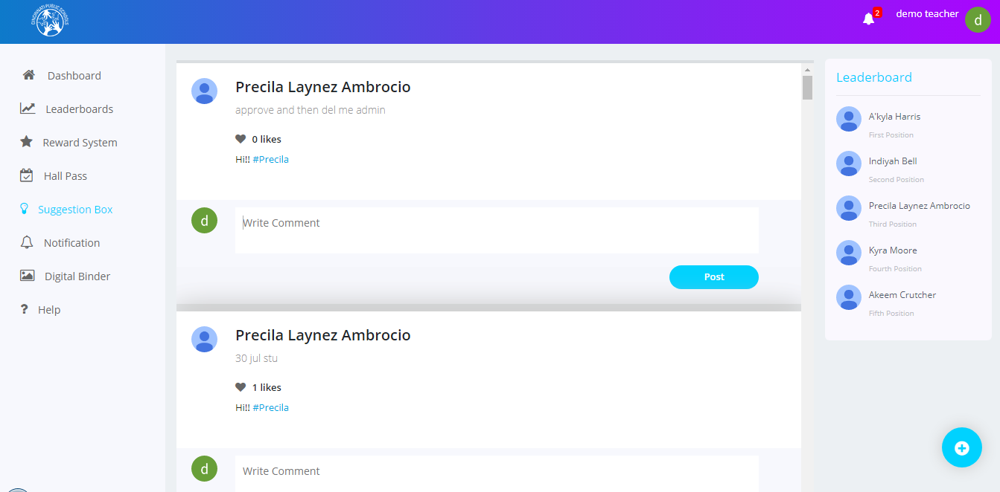 CINCINNATI PUBLIC SCHOOLS
2
demo teacher
d
Dashboard
Leaderboards
Reward System
Hall Pass
Suggestion Box
Notification
Digital Binder
? Help
Precila Laynez Ambrocio
approve and then del me admin
0 likes
Hi!! #Precila
d
Write Comment
Post
Precila Laynez Ambrocio
30 jul stu
1 likes
Hi!! #Precila
d
Write Comment
Leaderboard
A'kyla Harris
First Position
Indiyah Bell
Second Position
Precila Laynez Ambrocio
Third Position
Kyra Moore
Fourth Position
Akeem Crutcher
Fifth Position